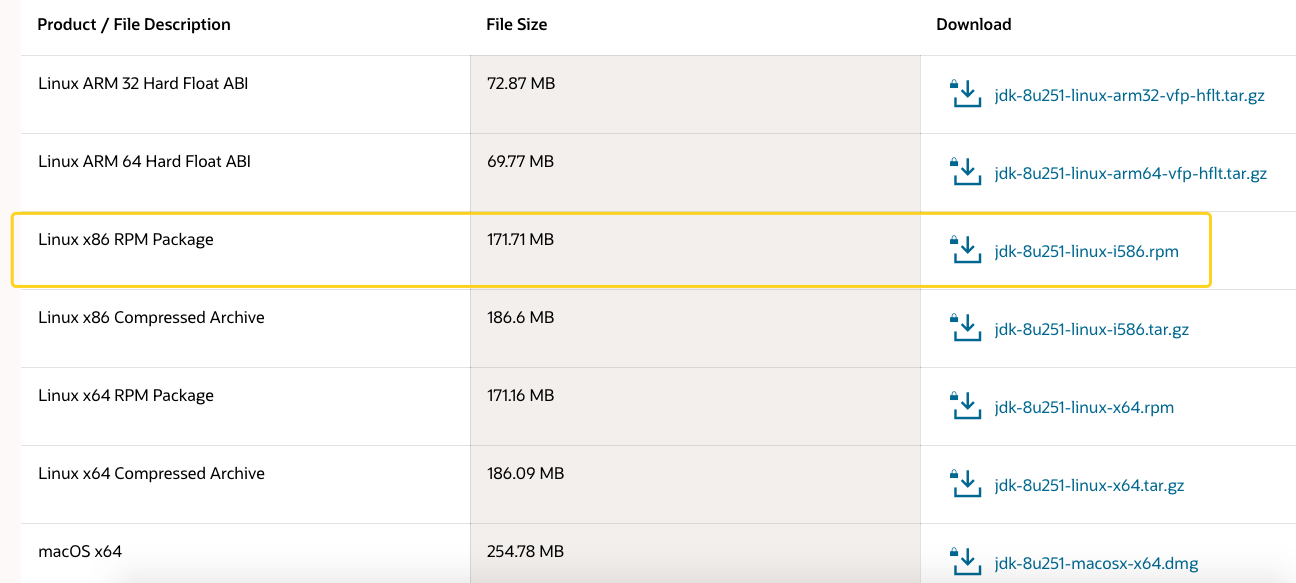 Product / File Description File Size Download
Linux ARM 32 Hard Float ABI 72.87 MB jdk-8u251-linux-arm32-vfp-hflt.tar.gz
Linux ARM 64 Hard Float ABI 69.77 MB jdk-8u251-linux-arm64-vfp-hflt.tar.gz
Linux x86 RPM Package 171.71 MB jdk-8u251-linux-i586.rpm
Linux x86 Compressed Archive 186.6 MB jdk-8u251-linux-i586.tar.gz
Linux x64 RPM Package 171.16 MB jdk-8u251-linux-x64.rpm
Linux x64 Compressed Archive 186.09 MB jdk-8u251-linux-x64.tar.gz
macOS x64 254.78 MB jdk-8u251-macosx-x64.dmg